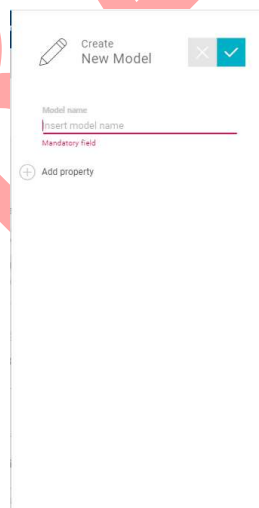 Create
New Model
Model name
Insert model name
Mandatory field
Add property